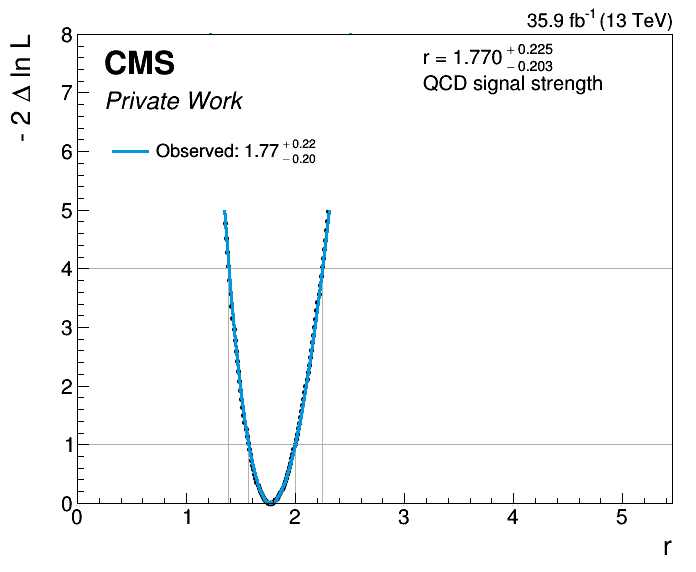 35.9 fb⁻¹ (13 TeV)
- 2 Δ ln L
CMS
Private Work
r = 1.770 +0.225 −0.203
QCD signal strength
Observed: 1.77 +0.22 −0.20
8
7
6
5
4
3
2
1
0
0 1 2 3 4 5
r